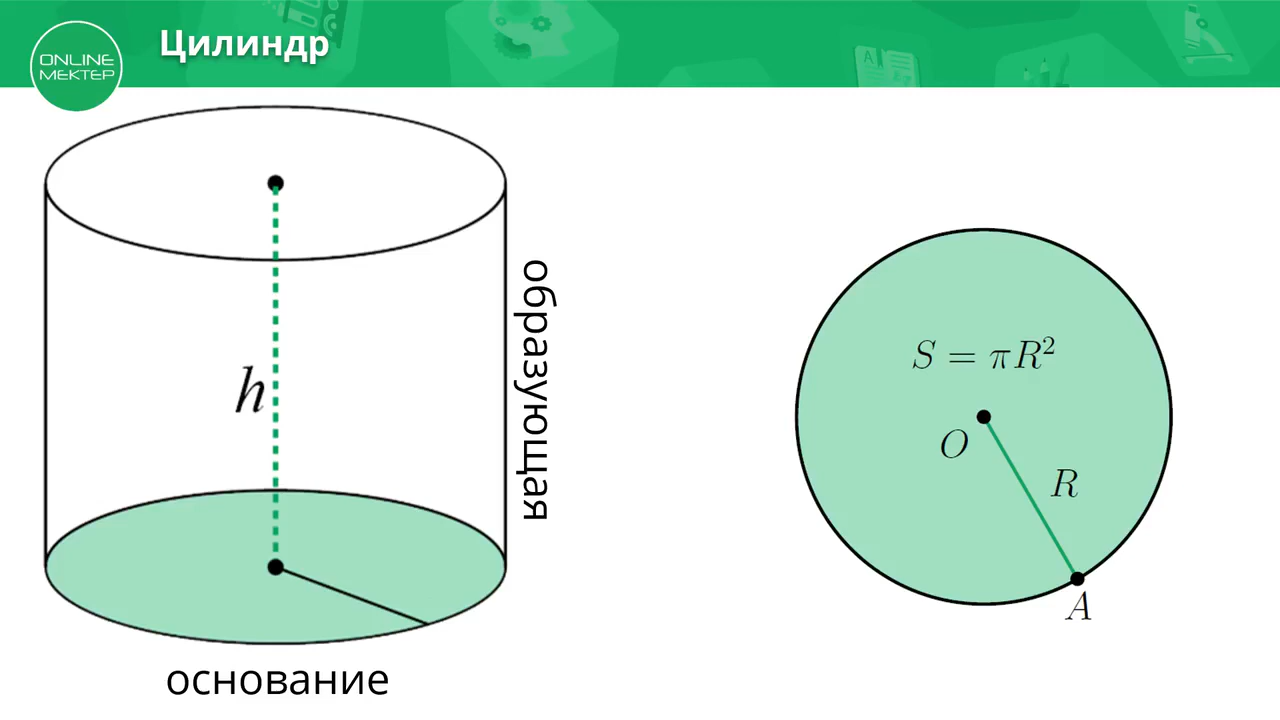 Цилиндр
ONLINE
МЕКТЕР
h
образующая
основание
S = πR²
O
R
A